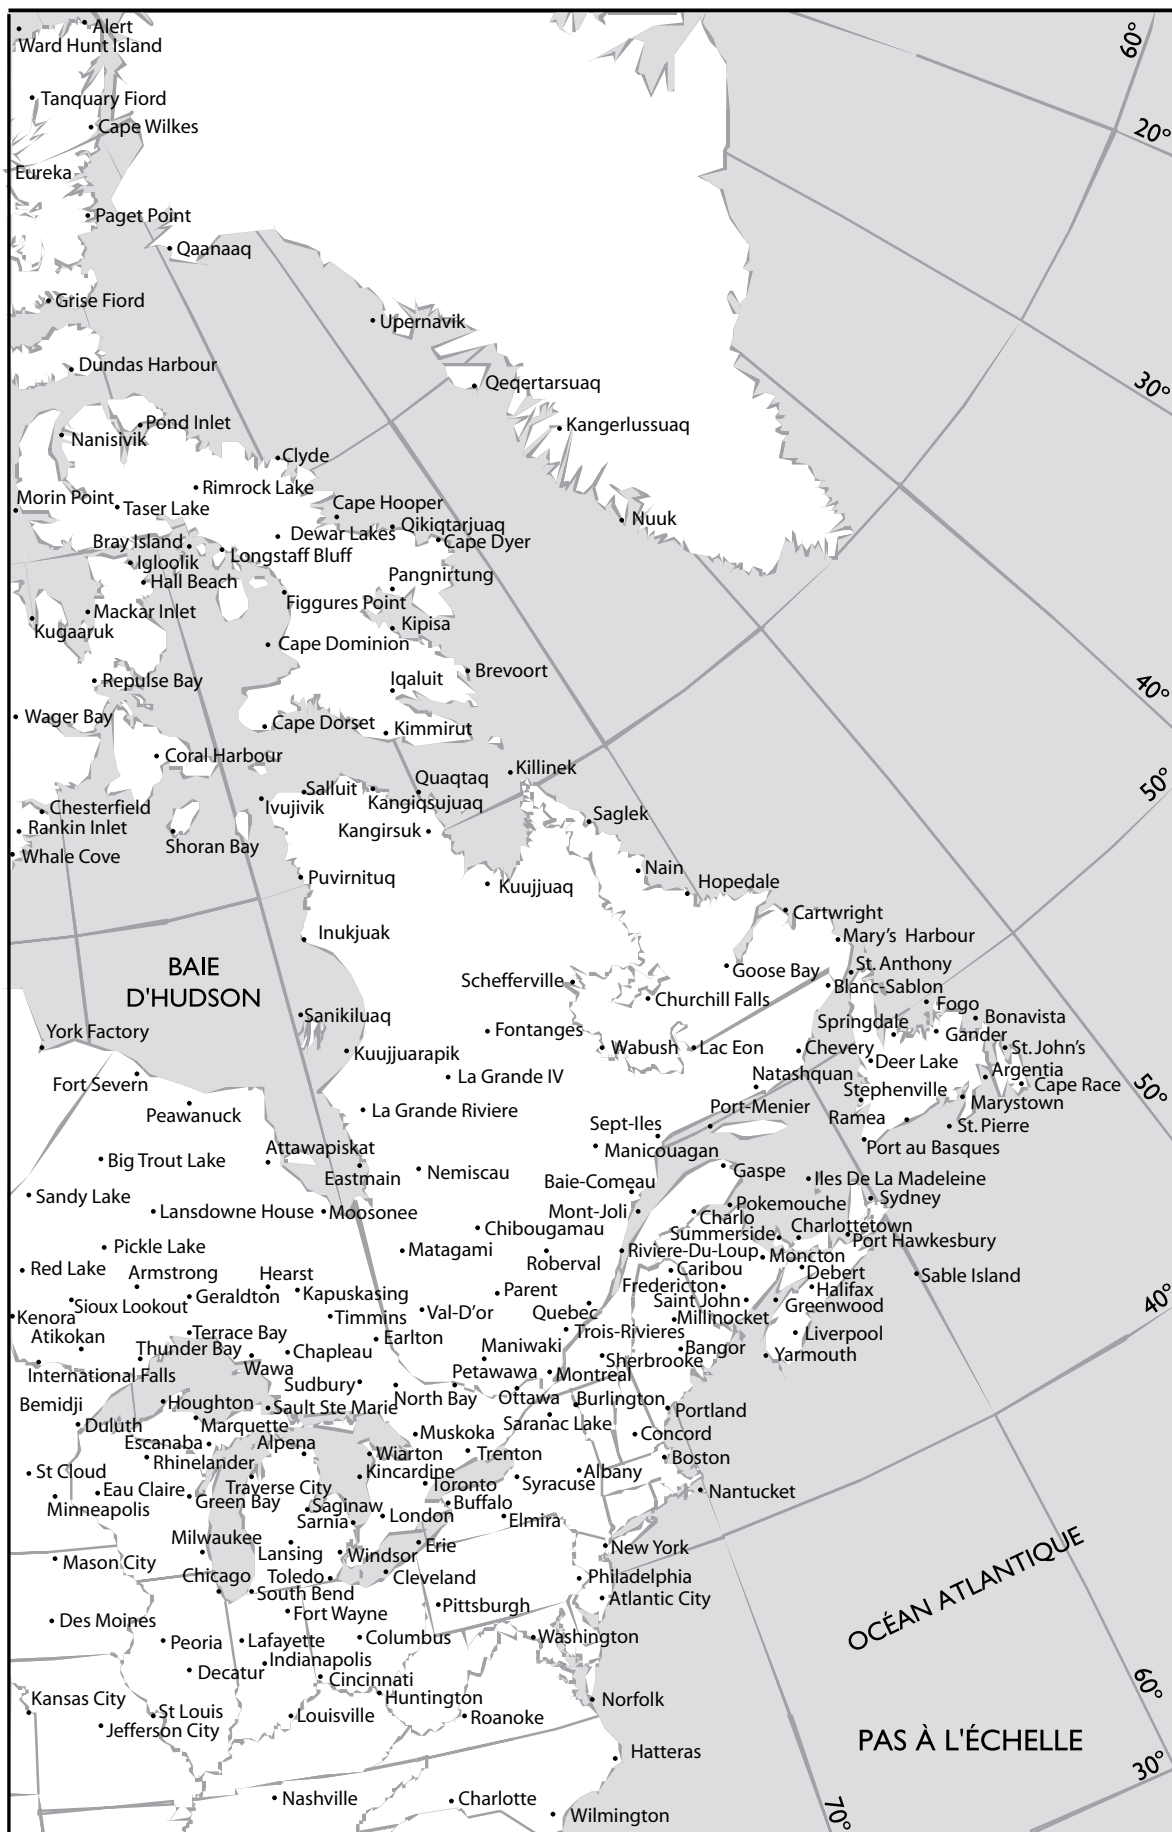 Alert
Ward Hunt Island
60°
Tanquary Fiord
Cape Wilkes
20°
Eureka
Paget Point
Qaanaaq
Grise Fiord
Upernavik
Dundas Harbour
Qeqertarsuaq
30°
Pond Inlet
Kangerlussuaq
Nanisivik
Clyde
Rimrock Lake
Morin Point
Taser Lake
Cape Hooper
Nuuk
Qikiqtarjuaq
Dewar Lakes
Cape Dyer
Bray Island
Longstaff Bluff
Igloolik
Hall Beach
Pangnirtung
Figgures Point
Mackar Inlet
Kipisa
Kugaaruk
Cape Dominion
Brevoort
Iqaluit
Repulse Bay
40°
Wager Bay
Cape Dorset
Kimmirut
Coral Harbour
Killinek
Quaqtaq
50°
Salluit
Kangiqsujuaq
Ivujivik
Chesterfield
Saglek
Rankin Inlet
Kangirsuk
Shoran Bay
Whale Cove
Nain
Puvirnituq
Hopedale
Kuujjuaq
Cartwright
Inukjuak
Mary's Harbour
BAIE
D'HUDSON
St. Anthony
Goose Bay
Schefferville
Blanc-Sablon
Churchill Falls
Fogo
Sanikiluaq
Bonavista
Springdale
York Factory
Fontanges
Gander
Wabush
Lac Eon
Chevery
St. John's
Kuujjuarapik
Deer Lake
Argentia
La Grande IV
Natashquan
Cape Race
Fort Severn
Stephenville
50°
Marystown
Peawanuck
La Grande Riviere
Port-Menier
Ramea
St. Pierre
Sept-Iles
Port au Basques
Attawapiskat
Manicouagan
Big Trout Lake
Eastmain
Nemiscau
Gaspe
Iles De La Madeleine
Baie-Comeau
Sandy Lake
Sydney
Pokemouche
Lansdowne House
Moosonee
Mont-Joli
Charlo
Chibougamau
Charlottetown
Summerside
Port Hawkesbury
Pickle Lake
Matagami
Riviere-Du-Loup
Moncton
Roberval
Red Lake
Caribou
Debert
Sable Island
Armstrong
Hearst
Fredericton
Halifax
Parent
Kapuskasing
Geraldton
Saint John
40°
Sioux Lookout
Greenwood
Val-D'or
Quebec
Kenora
Timmins
Millinocket
Trois-Rivieres
Terrace Bay
Liverpool
Atikokan
Earlton
Maniwaki
Bangor
Thunder Bay
Chapleau
Sherbrooke
Yarmouth
Wawa
International Falls
Petawawa
Montreal
Sudbury
North Bay
Ottawa
Burlington
Bemidji
Houghton
Sault Ste Marie
Portland
Duluth
Marquette
Saranac Lake
Muskoka
Concord
Escanaba
Alpena
Wiarton
Trenton
Boston
Rhinelander
St Cloud
Kincardine
Albany
Traverse City
Toronto
Syracuse
Eau Claire
Nantucket
Green Bay
Minneapolis
Saginaw
Buffalo
Sarnia
London
Elmira
Milwaukee
Erie
New York
Lansing
Windsor
OCÉAN ATLANTIQUE
Mason City
Chicago
Toledo
Cleveland
Philadelphia
South Bend
Atlantic City
Pittsburgh
Fort Wayne
Des Moines
Washington
Peoria
Lafayette
Columbus
Indianapolis
Decatur
Cincinnati
60°
Kansas City
Huntington
Norfolk
St Louis
Louisville
Roanoke
Jefferson City
PAS À L'ÉCHELLE
Hatteras
30°
Nashville
Charlotte
70°
Wilmington